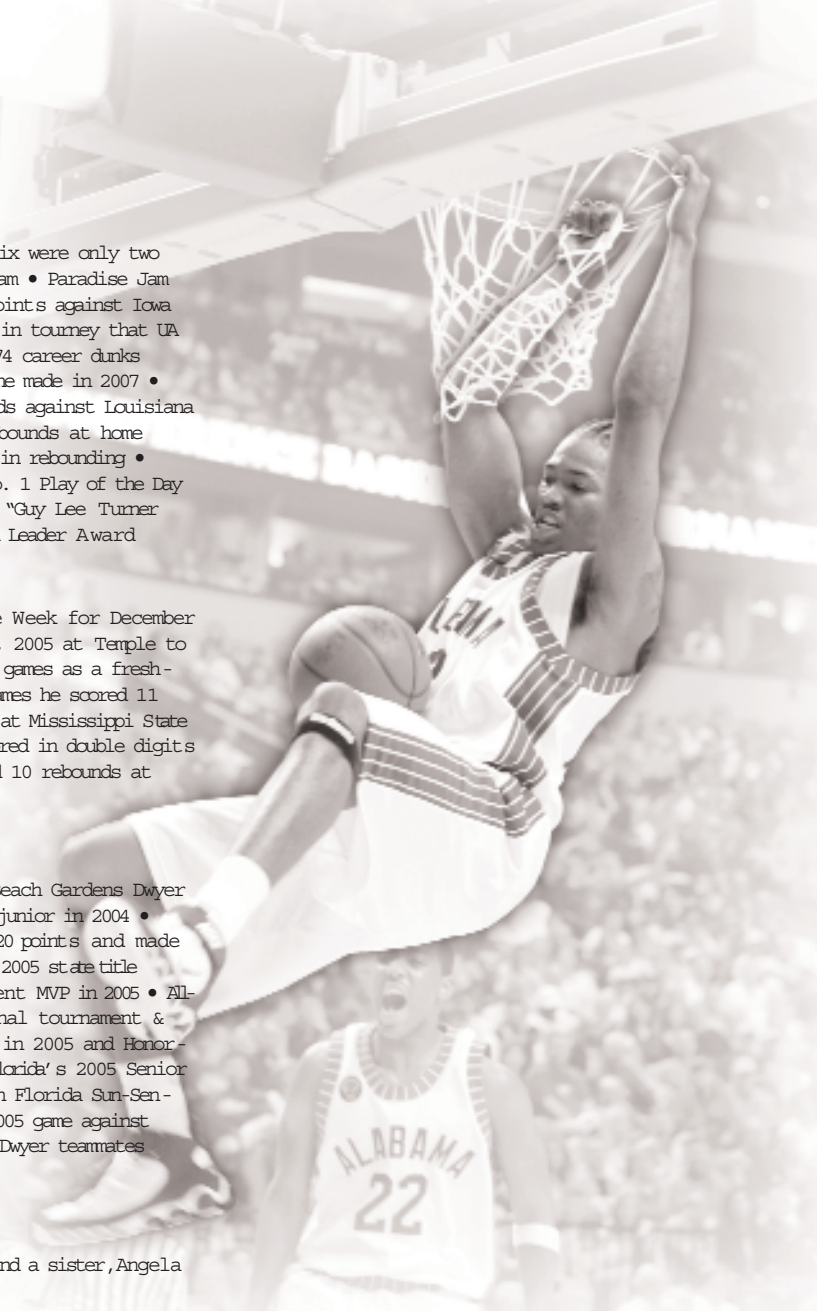 ix were only two
am • Paradise Jam
oints against Iowa
in tourney that UA
74 career dunks
he made in 2007 •
ds against Louisiana
bounds at home
in rebounding •
o. 1 Play of the Day
“Guy Lee Turner
Leader Award
e Week for December
, 2005 at Temple to
games as a fresh-
ames he scored 11
at Mississippi State
red in double digits
d 10 rebounds at
each Gardens Dwyer
junior in 2004 •
20 points and made
2005 state title
ent MVP in 2005 • All-
nal tournament &
in 2005 and Honor-
lorida’s 2005 Senior
n Florida Sun-Sen-
005 game against
Dwyer teammates
nd a sister,Angela
ALABAMA
22